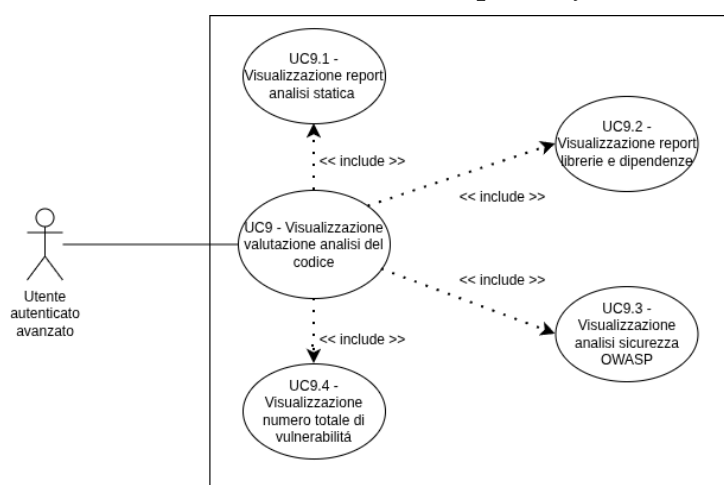 UC9.1 -
Visualizzazione report
analisi statica
UC9.2 -
Visualizzazione report
librerie e dipendenze
<< include >>
<< include >>
UC9 - Visualizzazione
valutazione analisi del
codice
Utente
autenticato
avanzato
<< include >>
UC9.3 -
Visualizzazione
analisi sicurezza
OWASP
<< include >>
UC9.4 -
Visualizzazione
numero totale di
vulnerabilitá